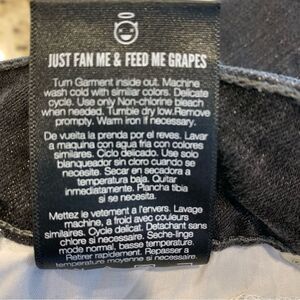 JUST FAN ME & FEED ME GRAPES
Turn Garment inside out. Machine
wash cold with similar colors. Delicate
cycle. Use only Non-chlorine bleach
when needed. Tumble dry low.Remove
promptly. Warm iron if necessary.
De vuelta la prenda por el reves. Lavar
a maquina con agua fria con colores
similares. Ciclo delicado. Use solo
blanqueador sin cloro cuando se
necesite. Secar en secadora a
temperatura baja. Quitar
inmediatamente. Plancha tibia
si se necesita.
Mettez le vetement a l'envers. Lavage
machine, a froid avec couleurs
similaires. Cycle delicat. Detachant sans
chlore si necessaire. Seche-linge
mode normal, basse temperature.
Retirer rapidement. Repassage a
temperature moyenne si necessaire.